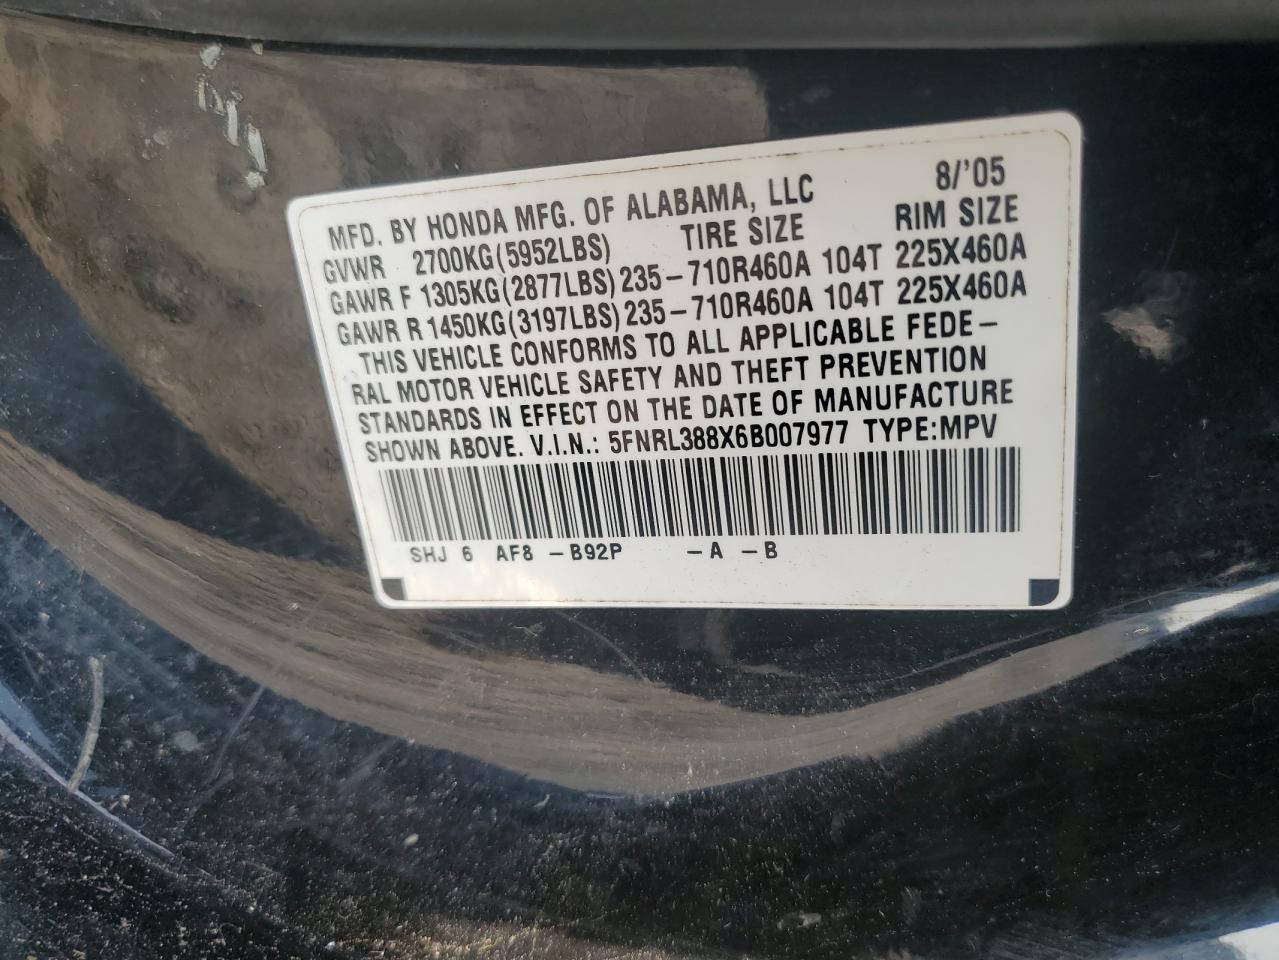 MFD. BY HONDA MFG. OF ALABAMA, LLC 8/'05
GVWR 2700KG(5952LBS) TIRE SIZE RIM SIZE
GAWR F 1305KG(2877LBS) 235-710R460A 104T 225X460A
GAWR R 1450KG(3197LBS) 235-710R460A 104T 225X460A
THIS VEHICLE CONFORMS TO ALL APPLICABLE FEDE-
RAL MOTOR VEHICLE SAFETY AND THEFT PREVENTION
STANDARDS IN EFFECT ON THE DATE OF MANUFACTURE
SHOWN ABOVE. V.I.N.: 5FNRL388X6B007977 TYPE:MPV
SHJ 6 AF8 -B92P -A -B